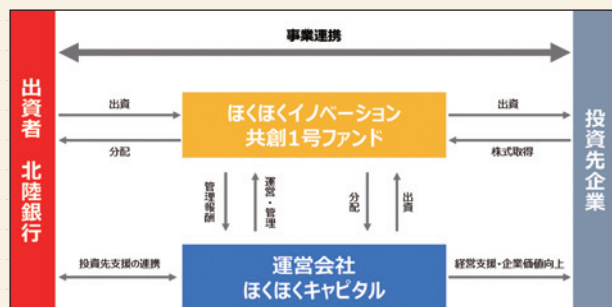 事業連携
出資者 北陸銀行
出資
分配
ほくほくイノベーション
共創1号ファンド
出資
株式取得
投資先企業
管理報酬
運営・管理
分配
出資
投資先支援の連携
運営会社
ほくほくキャピタル
経営支援・企業価値向上